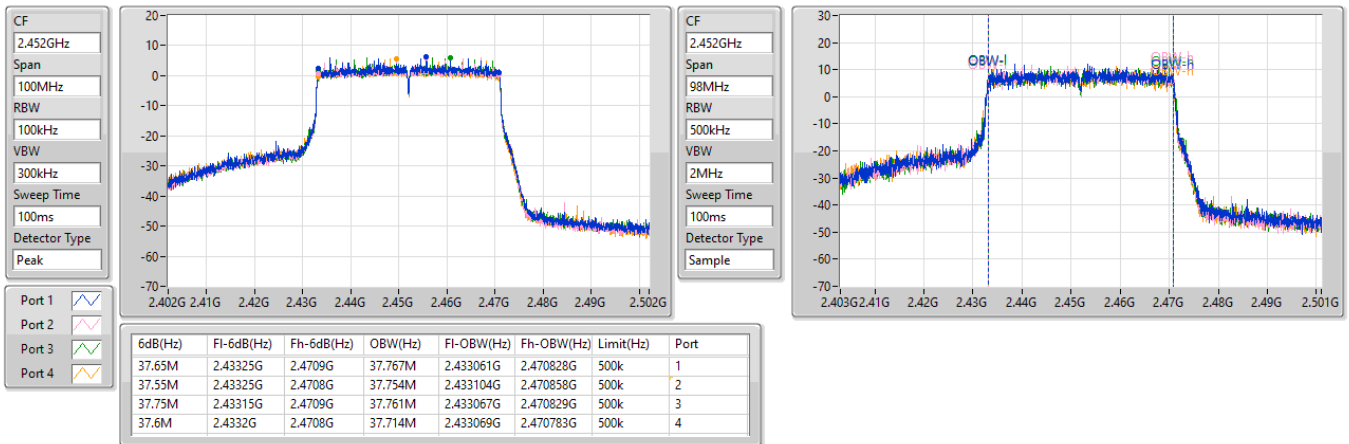 CF
2.452GHz
Span
100MHz
RBW
100kHz
VBW
300kHz
Sweep Time
100ms
Detector Type
Peak
20
10
0
-10
-20
-30
-40
-50
-60
-70
2.402G 2.41G 2.42G 2.43G 2.44G 2.45G 2.46G 2.47G 2.48G 2.49G 2.502G
CF
2.452GHz
Span
98MHz
RBW
500kHz
VBW
2MHz
Sweep Time
100ms
Detector Type
Sample
30
20
10
0
-10
-20
-30
-40
-50
-60
-70
OBW-l
OBW-h
2.403G 2.41G 2.42G 2.43G 2.44G 2.45G 2.46G 2.47G 2.48G 2.49G 2.501G
Port 1
Port 2
Port 3
Port 4
6dB(Hz) Fl-6dB(Hz) Fh-6dB(Hz) OBW(Hz) Fl-OBW(Hz) Fh-OBW(Hz) Limit(Hz) Port
37.65M 2.43325G 2.4709G 37.767M 2.433061G 2.470828G 500k 1
37.55M 2.43325G 2.4708G 37.754M 2.433104G 2.470858G 500k 2
37.75M 2.43315G 2.4709G 37.761M 2.433067G 2.470829G 500k 3
37.6M 2.4332G 2.4708G 37.714M 2.433069G 2.470783G 500k 4